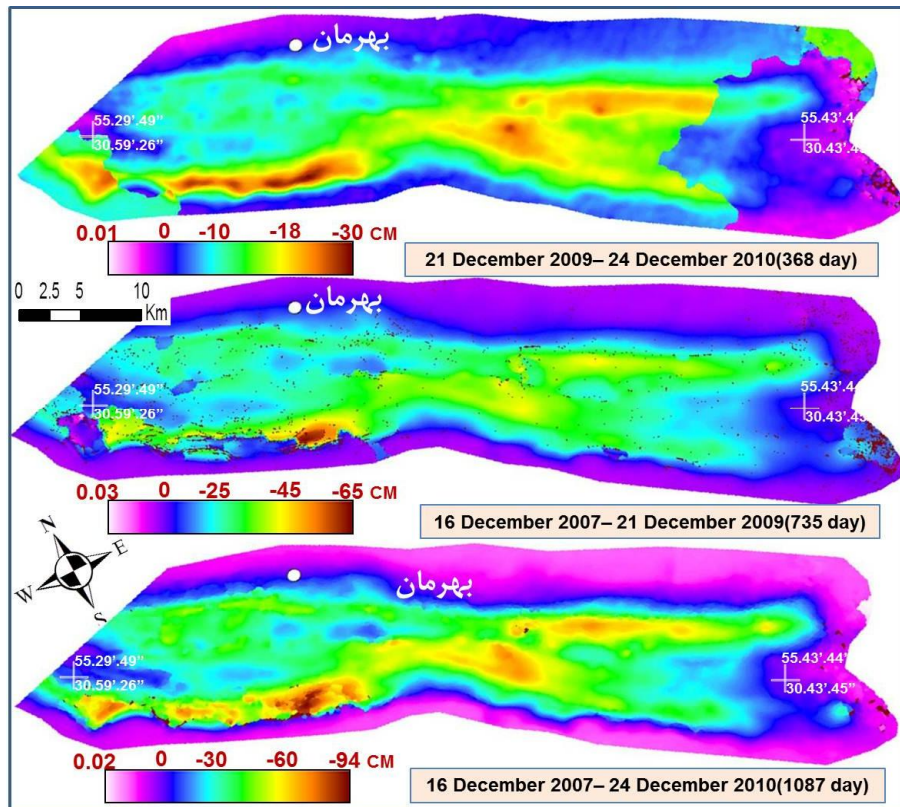 بهرمان
55.29'.49"
30.59'.26"
55.43'.4
30.43'.4
0.01 0 -10 -18 -30 CM
21 December 2009– 24 December 2010(368 day)
0 2.5 5 10
Km
بهرمان
55.29'.49"
30.59'.26"
55.43'.44
30.43'.45
0.03 0 -25 -45 -65 CM
16 December 2007– 21 December 2009(735 day)
N
E
W
S
بهرمان
55.29'.49"
30.59'.26"
55.43'.44"
30.43'.45"
0.02 0 -30 -60 -94 CM
16 December 2007– 24 December 2010(1087 day)